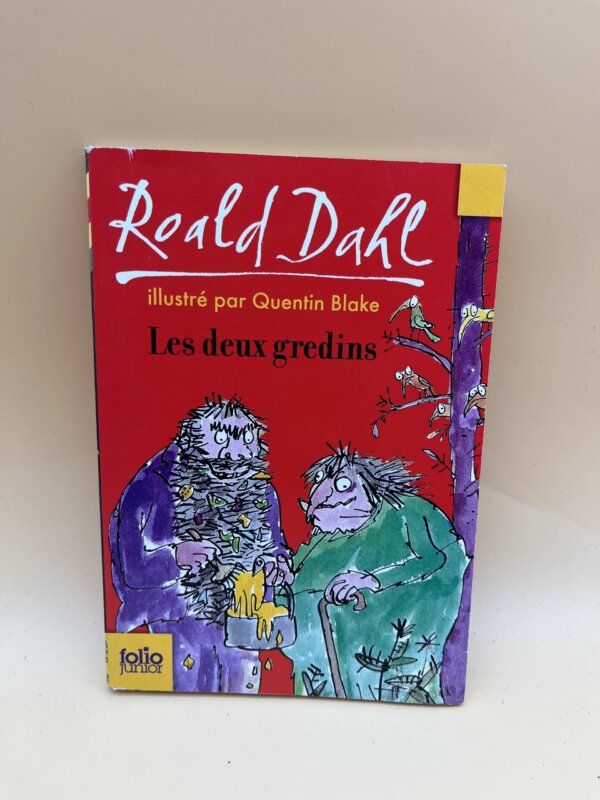 Roald Dahl
illustré par Quentin Blake
Les deux gredins
folio
junior